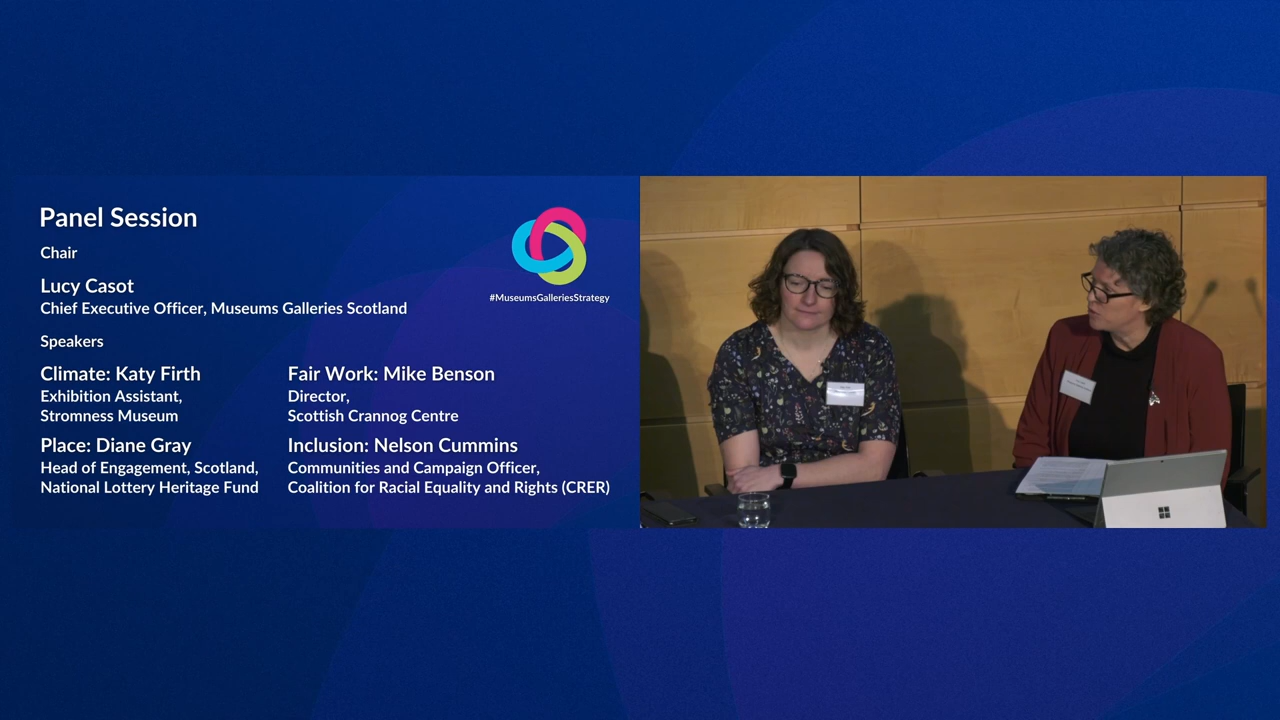 Panel Session
Chair
Lucy Casot
Chief Executive Officer, Museums Galleries Scotland
#MuseumsGalleriesStrategy
Speakers
Climate: Katy Firth
Exhibition Assistant,
Stromness Museum
Fair Work: Mike Benson
Director,
Scottish Crannog Centre
Place: Diane Gray
Head of Engagement, Scotland,
National Lottery Heritage Fund
Inclusion: Nelson Cummins
Communities and Campaign Officer,
Coalition for Racial Equality and Rights (CRER)